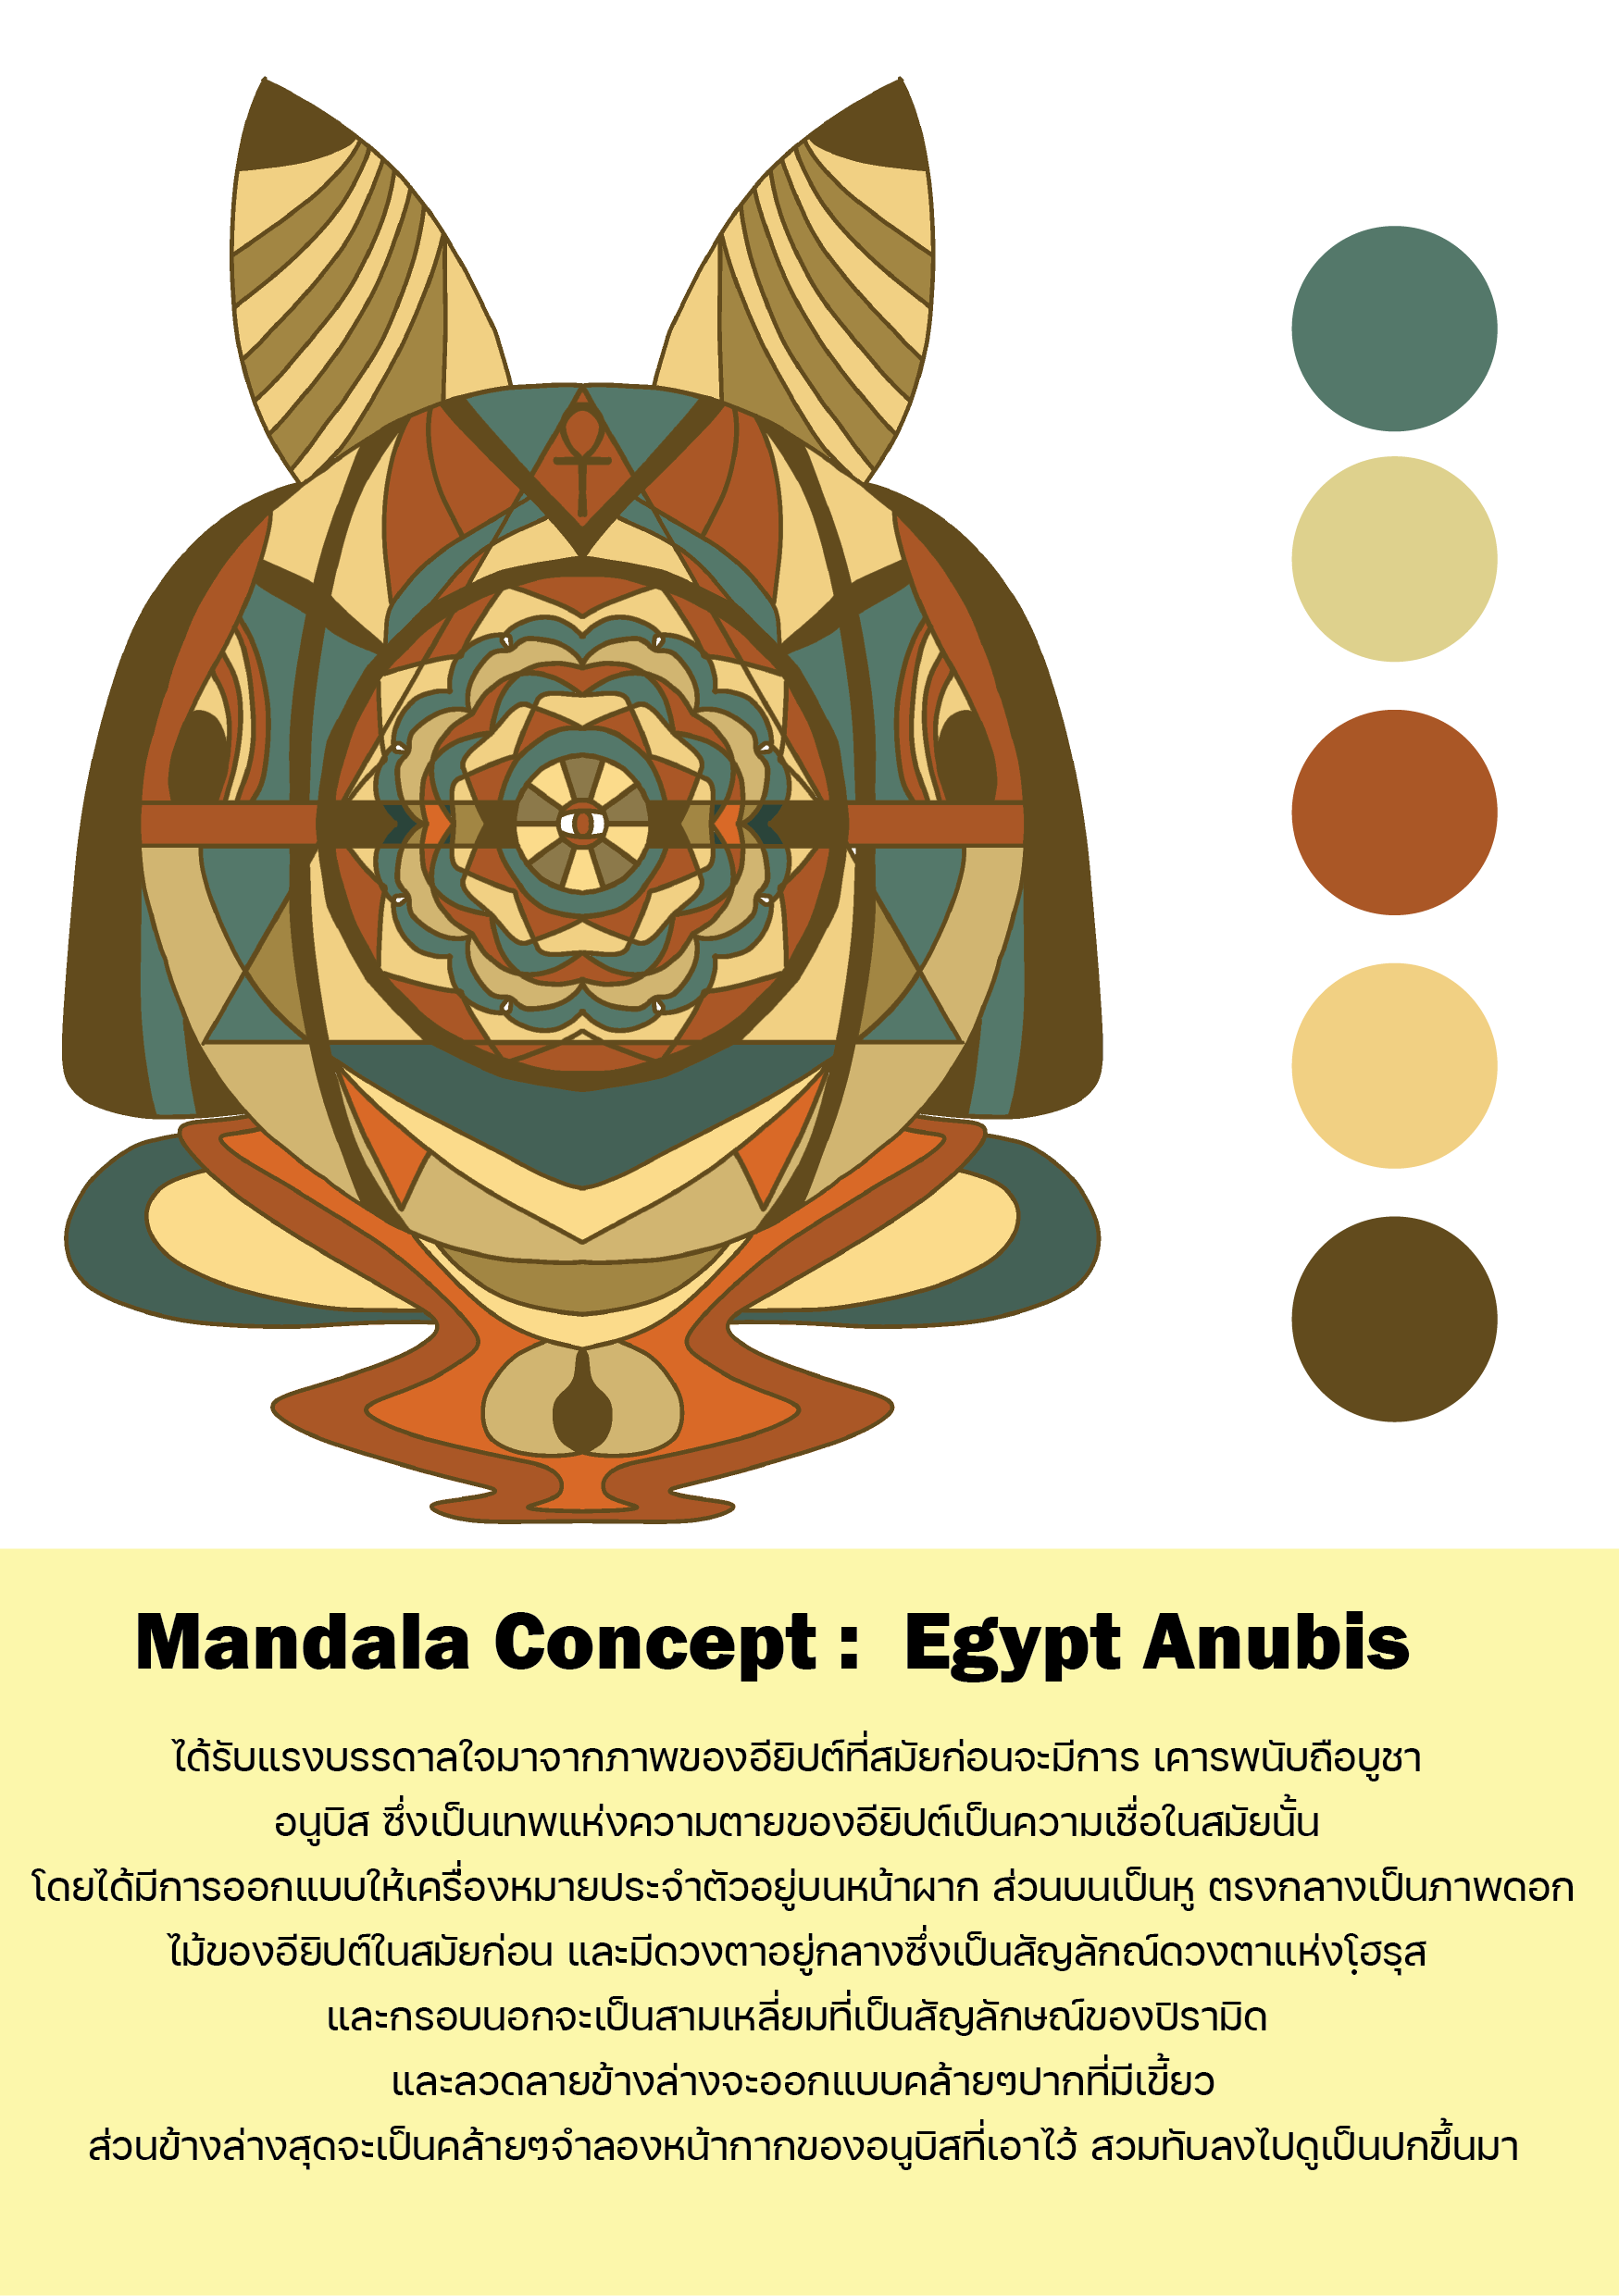 Mandala Concept : Egypt Anubis
ได้รับแรงบรรดาลใจมาจากภาพของอียิปต์ที่สมัยก่อนจะมีการ เคารพนับถือบูชา
อนูบิส ซึ่งเป็นเทพแห่งความตายของอียิปต์เป็นความเชื่อในสมัยนั้น
โดยได้มีการออกแบบให้เครื่องหมายประจำตัวอยู่บนหน้าผาก ส่วนบนเป็นหู ตรงกลางเป็นภาพดอก
ไม้ของอียิปต์ในสมัยก่อน และมีดวงตาอยู่กลางซึ่งเป็นสัญลักณ์ดวงตาแห่งโฺฮรุส
และกรอบนอกจะเป็นสามเหลี่ยมที่เป็นสัญลักษณ์ของปิรามิด
และลวดลายข้างล่างจะออกแบบคล้ายๆปากที่มีเขี้ยว
ส่วนข้างล่างสุดจะเป็นคล้ายๆจำลองหน้ากากของอนูบิสที่เอาไว้ สวมทับลงไปดูเป็นปกขึ้นมา